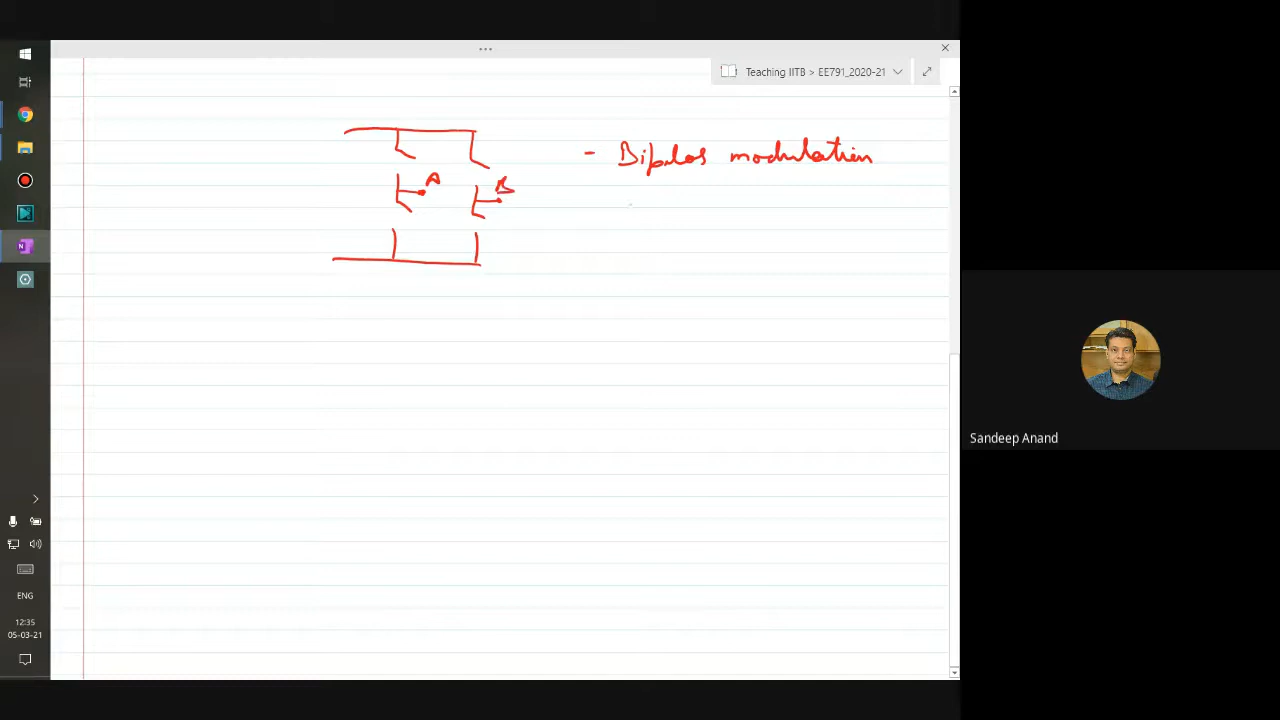 Teaching IITB > EE791_2020-21
- Bipolar modulation
A
B
Sandeep Anand
ENG
12:35
05-03-21